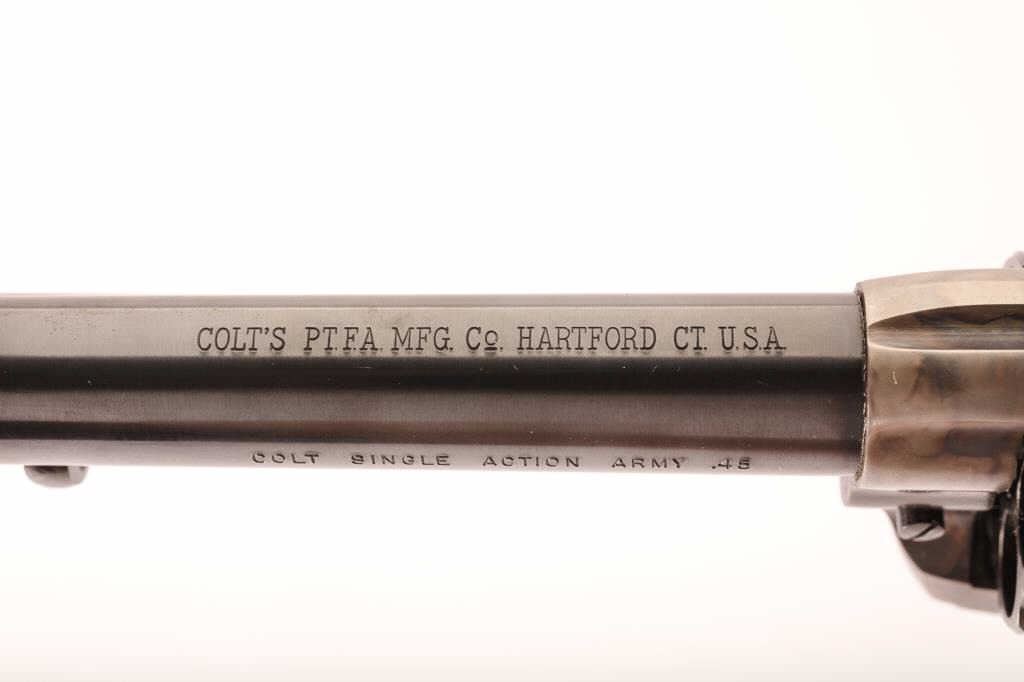 COLT'S PT.F.A. MFG. Co. HARTFORD CT. U.S.A.
COLT SINGLE ACTION ARMY .45